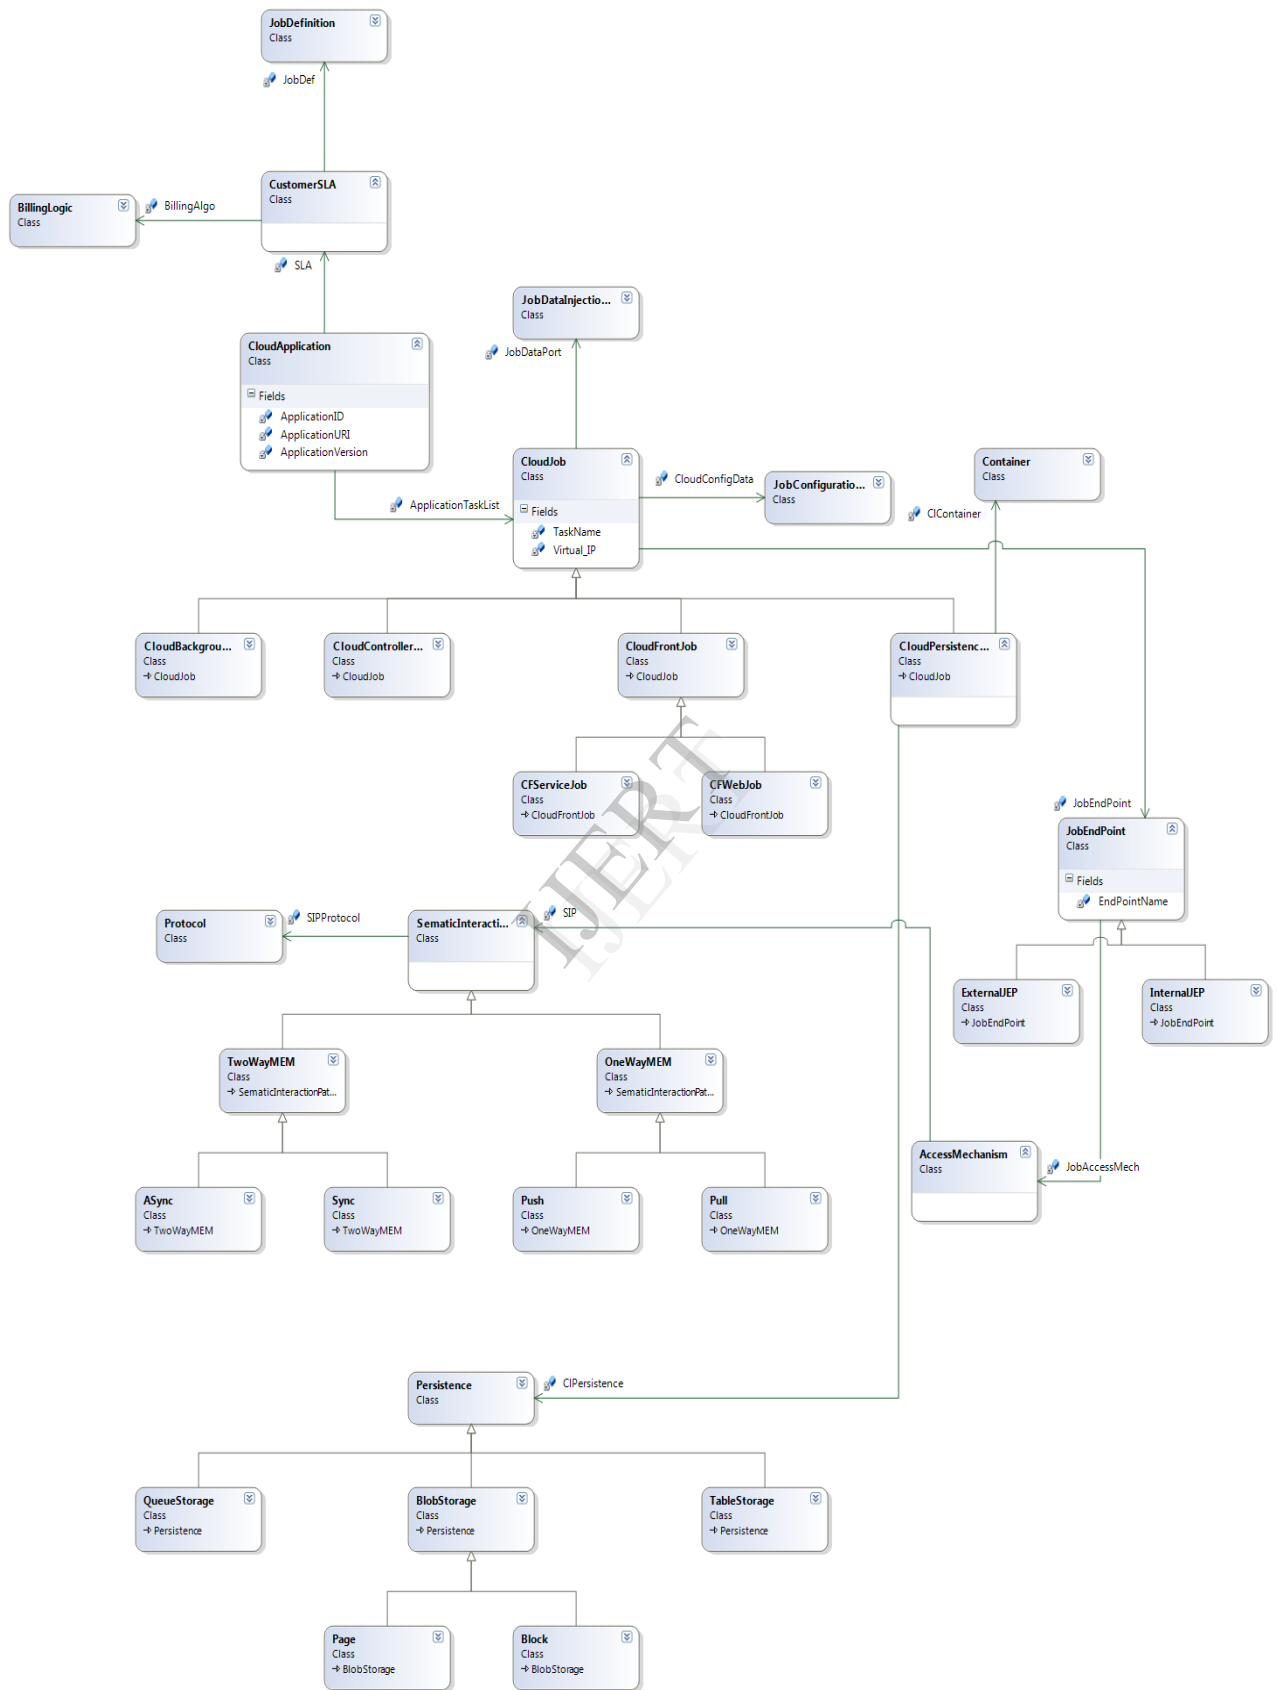 JobDefinition
Class
JobDef
CustomerSLA
Class
BillingLogic
Class
BillingAlgo
SLA
JobDataInjectio...
Class
CloudApplication
Class
JobDataPort
Fields
ApplicationID
ApplicationURI
ApplicationVersion
CloudJob
Class
CloudConfigData
JobConfiguratio...
Class
Container
Class
ApplicationTaskList
Fields
TaskName
Virtual_IP
CIContainer
CloudBackgrou...
Class
CloudJob
CloudController...
Class
CloudJob
CloudFrontJob
Class
CloudJob
CloudPersistenc...
Class
CloudJob
CFServiceJob
Class
CloudFrontJob
CFWebJob
Class
CloudFrontJob
JobEndPoint
JobEndPoint
Class
Fields
EndPointName
IJERT
Protocol
Class
SIPProtocol
SematicInteracti...
Class
SIP
ExternalJEP
Class
JobEndPoint
InternalJEP
Class
JobEndPoint
TwoWayMEM
Class
SematicInteractionPat...
OneWayMEM
Class
SematicInteractionPat...
AccessMechanism
Class
JobAccessMech
ASync
Class
TwoWayMEM
Sync
Class
TwoWayMEM
Push
Class
OneWayMEM
Pull
Class
OneWayMEM
Persistence
Class
CIPersistence
QueueStorage
Class
Persistence
BlobStorage
Class
Persistence
TableStorage
Class
Persistence
Page
Class
BlobStorage
Block
Class
BlobStorage